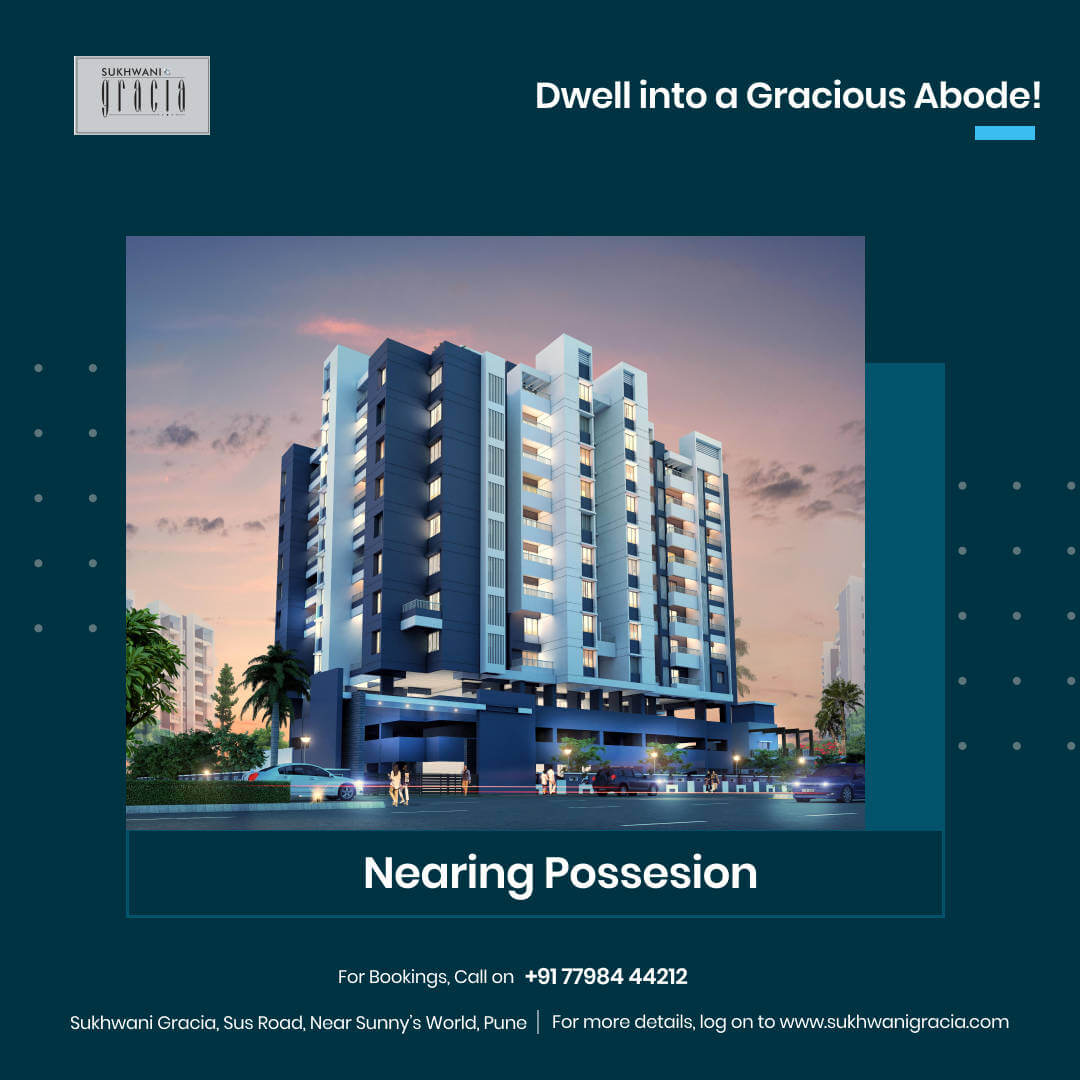 SUKHWANI
gracia
Dwell into a Gracious Abode!
Nearing Possesion
For Bookings, Call on +91 77984 44212
Sukhwani Gracia, Sus Road, Near Sunny's World, Pune | For more details, log on to www.sukhwanigracia.com